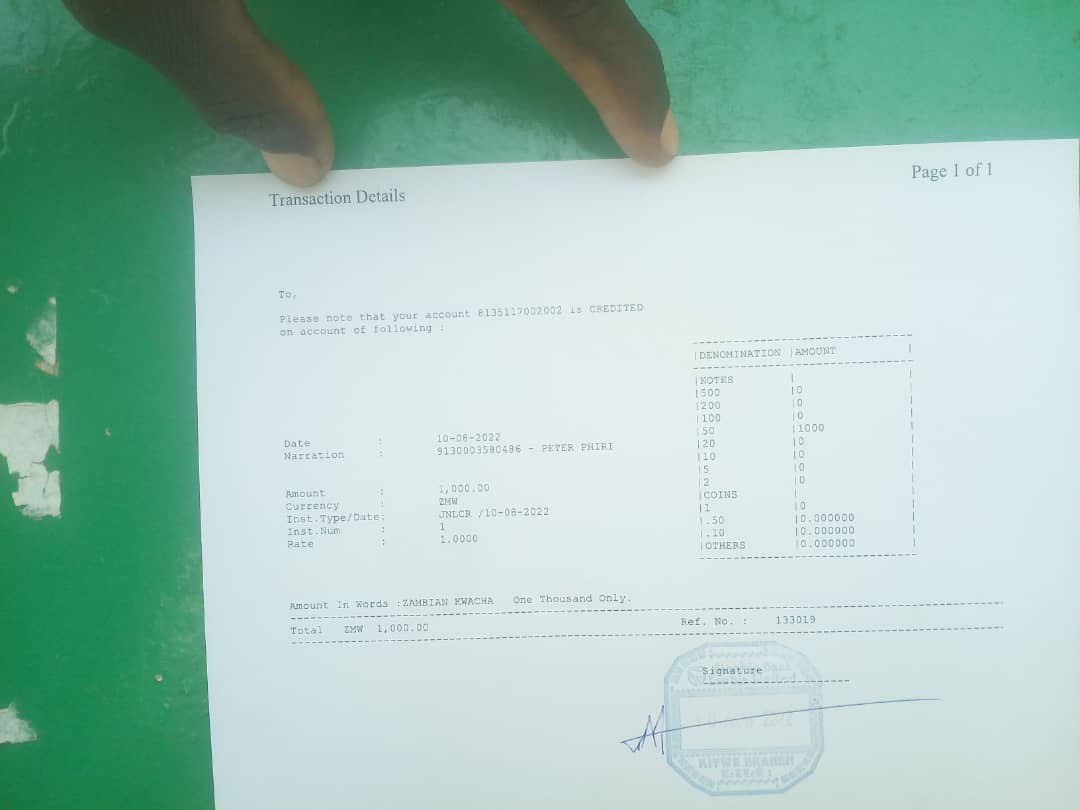 Page 1 of 1
Transaction Details
To,
Please note that your account 8135117002002 is CREDITED
on account of following :
|DENOMINATION |AMOUNT |
|NOTES | |
|500 |0 |
|200 |0 |
|100 |0 |
|50 |1000 |
|20 |0 |
|10 |0 |
|5 |0 |
|2 |0 |
|COINS | |
|1 |0 |
|.50 |0.000000 |
|.10 |0.000000 |
|OTHERS |0.000000 |
Date : 10-08-2022
Narration : 9130003580486 - PETER PHIRI
Amount : 1,000.00
Currency : ZMW
Inst.Type/Date: JNLCR /10-08-2022
Inst.Num : 1
Rate : 1.0000
Amount In Words :ZAMBIAN KWACHA One Thousand Only.
Total ZMW 1,000.00 Ref. No. : 133019
Signature
KITWE BRANCH